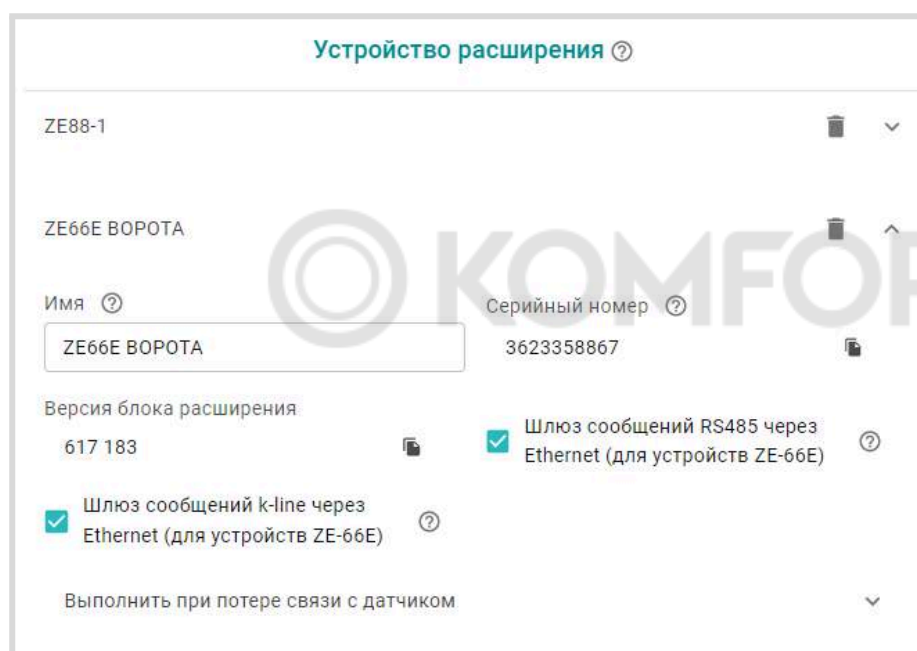 Устройство расширения
ZE88-1
ZE66E ВОРОТА
KOMFOR
Имя
Серийный номер
ZE66E ВОРОТА
3623358867
Версия блока расширения
617 183
Шлюз сообщений RS485 через
Ethernet (для устройств ZE-66E)
Шлюз сообщений k-line через
Ethernet (для устройств ZE-66E)
Выполнить при потере связи с датчиком